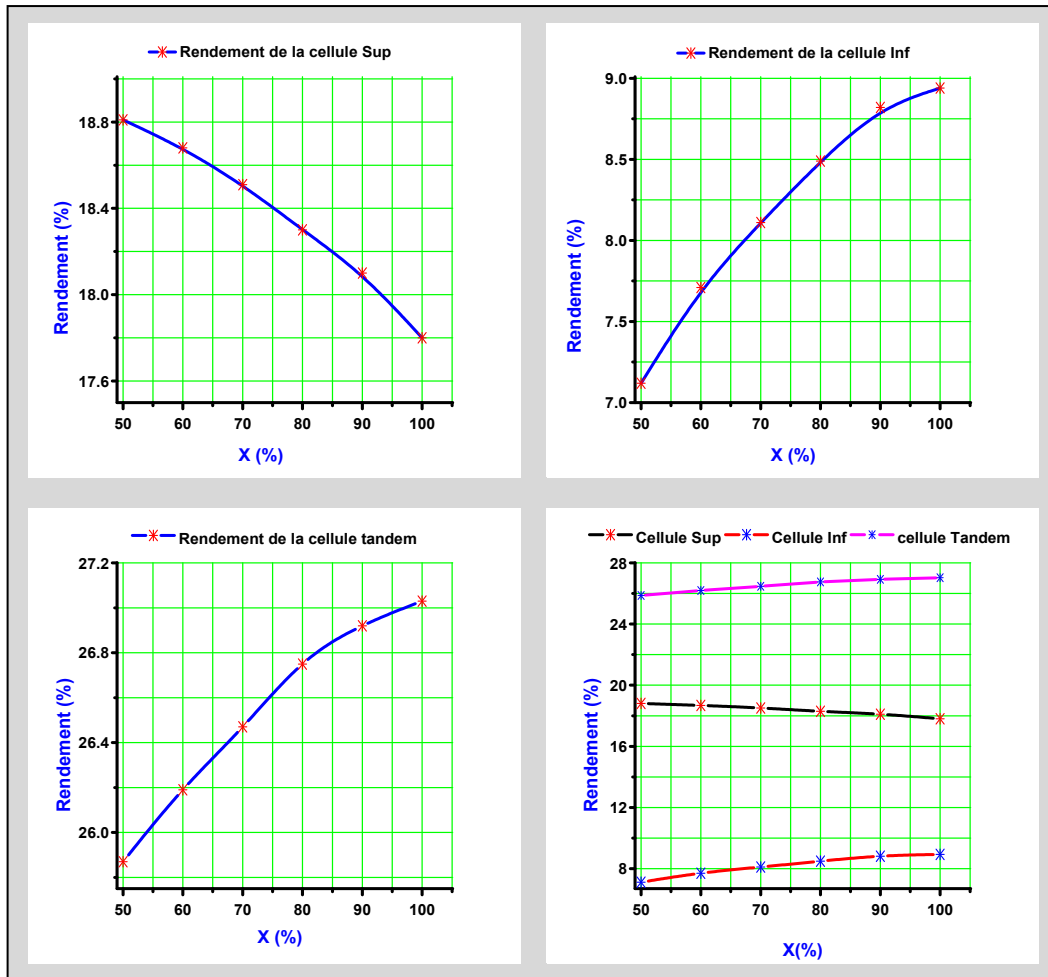 Rendement de la cellule Sup
18.8
18.4
18.0
17.6
Rendement (%)
50 60 70 80 90 100
X (%)
Rendement de la cellule Inf
9.0
8.5
8.0
7.5
7.0
Rendement (%)
50 60 70 80 90 100
X (%)
Rendement de la cellule tandem
27.2
26.8
26.4
26.0
Rendement (%)
50 60 70 80 90 100
X (%)
Cellule Sup Cellule Inf cellule Tandem
28
24
20
16
12
8
Rendement (%)
50 60 70 80 90 100
X(%)